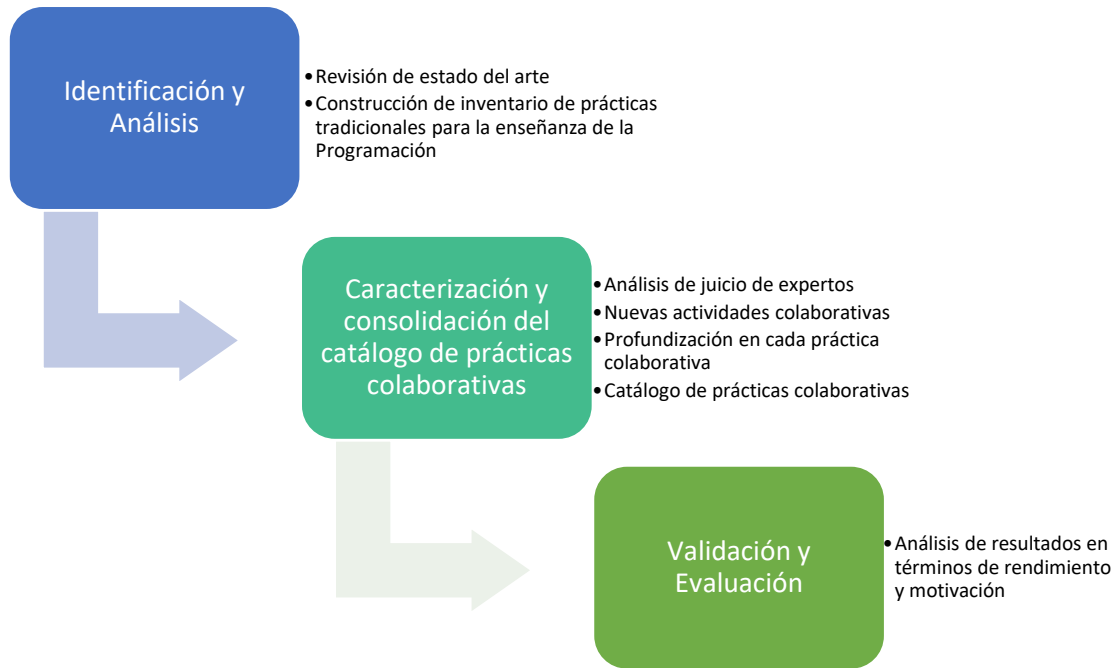 Identificación y
Análisis
•Revisión de estado del arte
•Construcción de inventario de prácticas
tradicionales para la enseñanza de la
Programación
Caracterización y
consolidación del
catálogo de prácticas
colaborativas
•Análisis de juicio de expertos
•Nuevas actividades colaborativas
•Profundización en cada práctica
colaborativa
•Catálogo de prácticas colaborativas
Validación y
Evaluación
•Análisis de resultados en
términos de rendimiento
y motivación